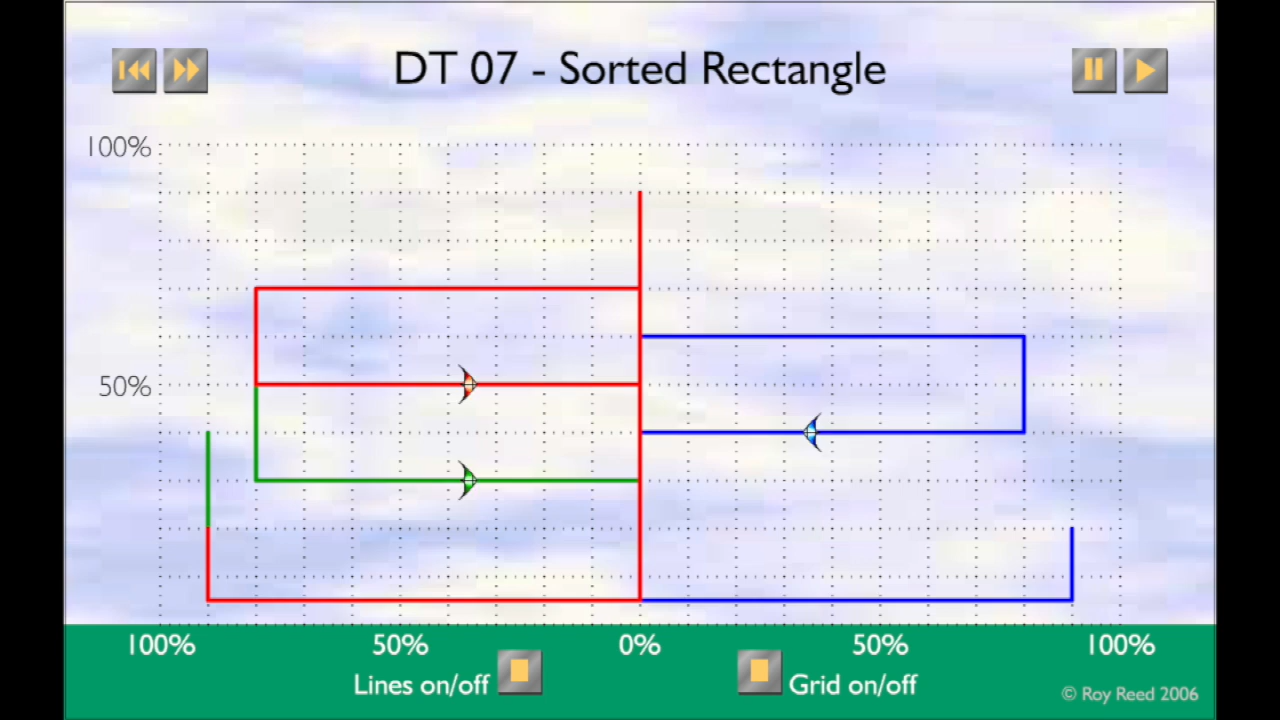 DT 07 - Sorted Rectangle
100%
50%
100% 50% 0% 50% 100%
Lines on/off Grid on/off
© Roy Reed 2006